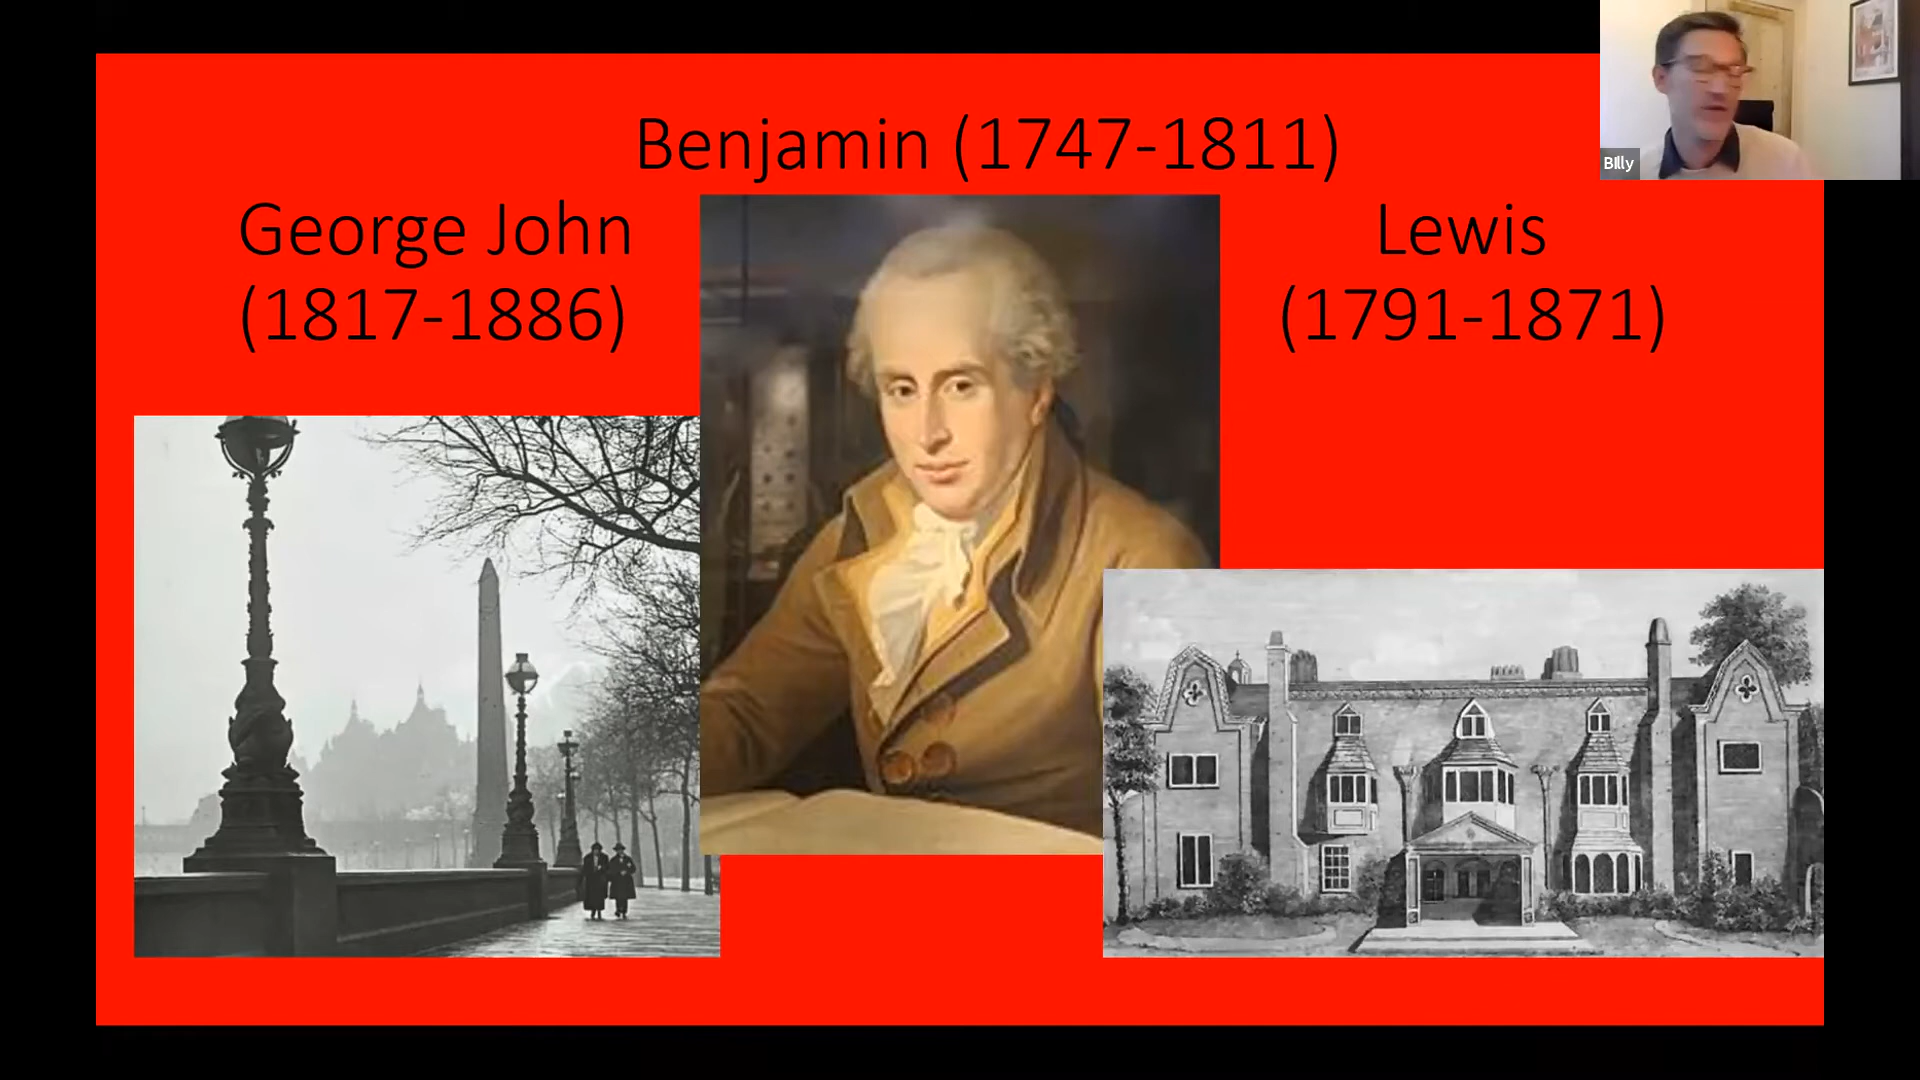 Benjamin (1747-1811)
George John
(1817-1886)
Lewis
(1791-1871)
BIlly